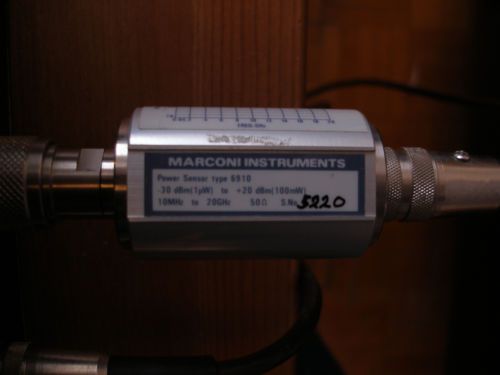 MARCONI INSTRUMENTS
Power Sensor type 6910
-30 dBm(1µW) to +20 dBm(100mW)
10MHz to 20GHz 50Ω S.No 5220